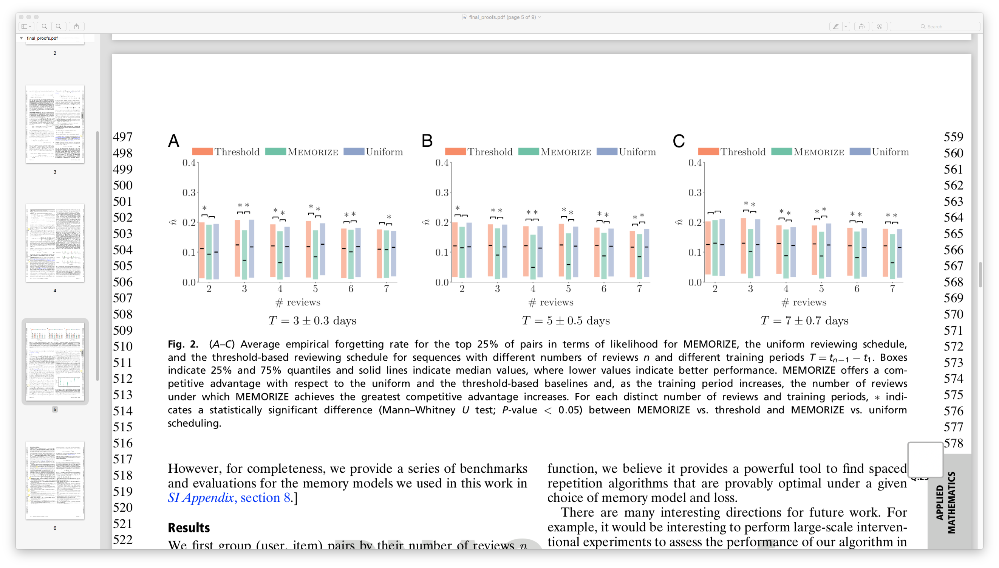 final_proofs.pdf (page 5 of 9)
Search
final_proofs.pdf
2
3
4
5
6
497
498
499
500
501
502
503
504
505
506
507
508
509
510
511
512
513
514
515
516
517
518
519
520
521
522
A
Threshold MEMORIZE Uniform
0.4
0.3
0.2
0.1
0.0
n̂
* * * * * * * * * *
2 3 4 5 6 7
# reviews
T = 3 ± 0.3 days
B
Threshold MEMORIZE Uniform
0.4
0.3
0.2
0.1
0.0
n̂
* * * * * * * * * * *
2 3 4 5 6 7
# reviews
T = 5 ± 0.5 days
C
Threshold MEMORIZE Uniform
0.4
0.3
0.2
0.1
0.0
n̂
* * * * * * * * * *
2 3 4 5 6 7
# reviews
T = 7 ± 0.7 days
Fig. 2. (A–C) Average empirical forgetting rate for the top 25% of pairs in terms of likelihood for MEMORIZE, the uniform reviewing schedule,
and the threshold-based reviewing schedule for sequences with different numbers of reviews n and different training periods T = tn−1 − t1. Boxes
indicate 25% and 75% quantiles and solid lines indicate median values, where lower values indicate better performance. MEMORIZE offers a com-
petitive advantage with respect to the uniform and the threshold-based baselines and, as the training period increases, the number of reviews
under which MEMORIZE achieves the greatest competitive advantage increases. For each distinct number of reviews and training periods, * indi-
cates a statistically significant difference (Mann–Whitney U test; P-value < 0.05) between MEMORIZE vs. threshold and MEMORIZE vs. uniform
scheduling.
However, for completeness, we provide a series of benchmarks
and evaluations for the memory models we used in this work in
SI Appendix, section 8.]
Results
We first group (user, item) pairs by their number of reviews n
function, we believe it provides a powerful tool to find spaced
repetition algorithms that are provably optimal under a given
choice of memory model and loss.
There are many interesting directions for future work. For
example, it would be interesting to perform large-scale interven-
tional experiments to assess the performance of our algorithm in
559
560
561
562
563
564
565
566
567
568
569
570
571
572
573
574
575
576
577
578
APPLIED
MATHEMATICS